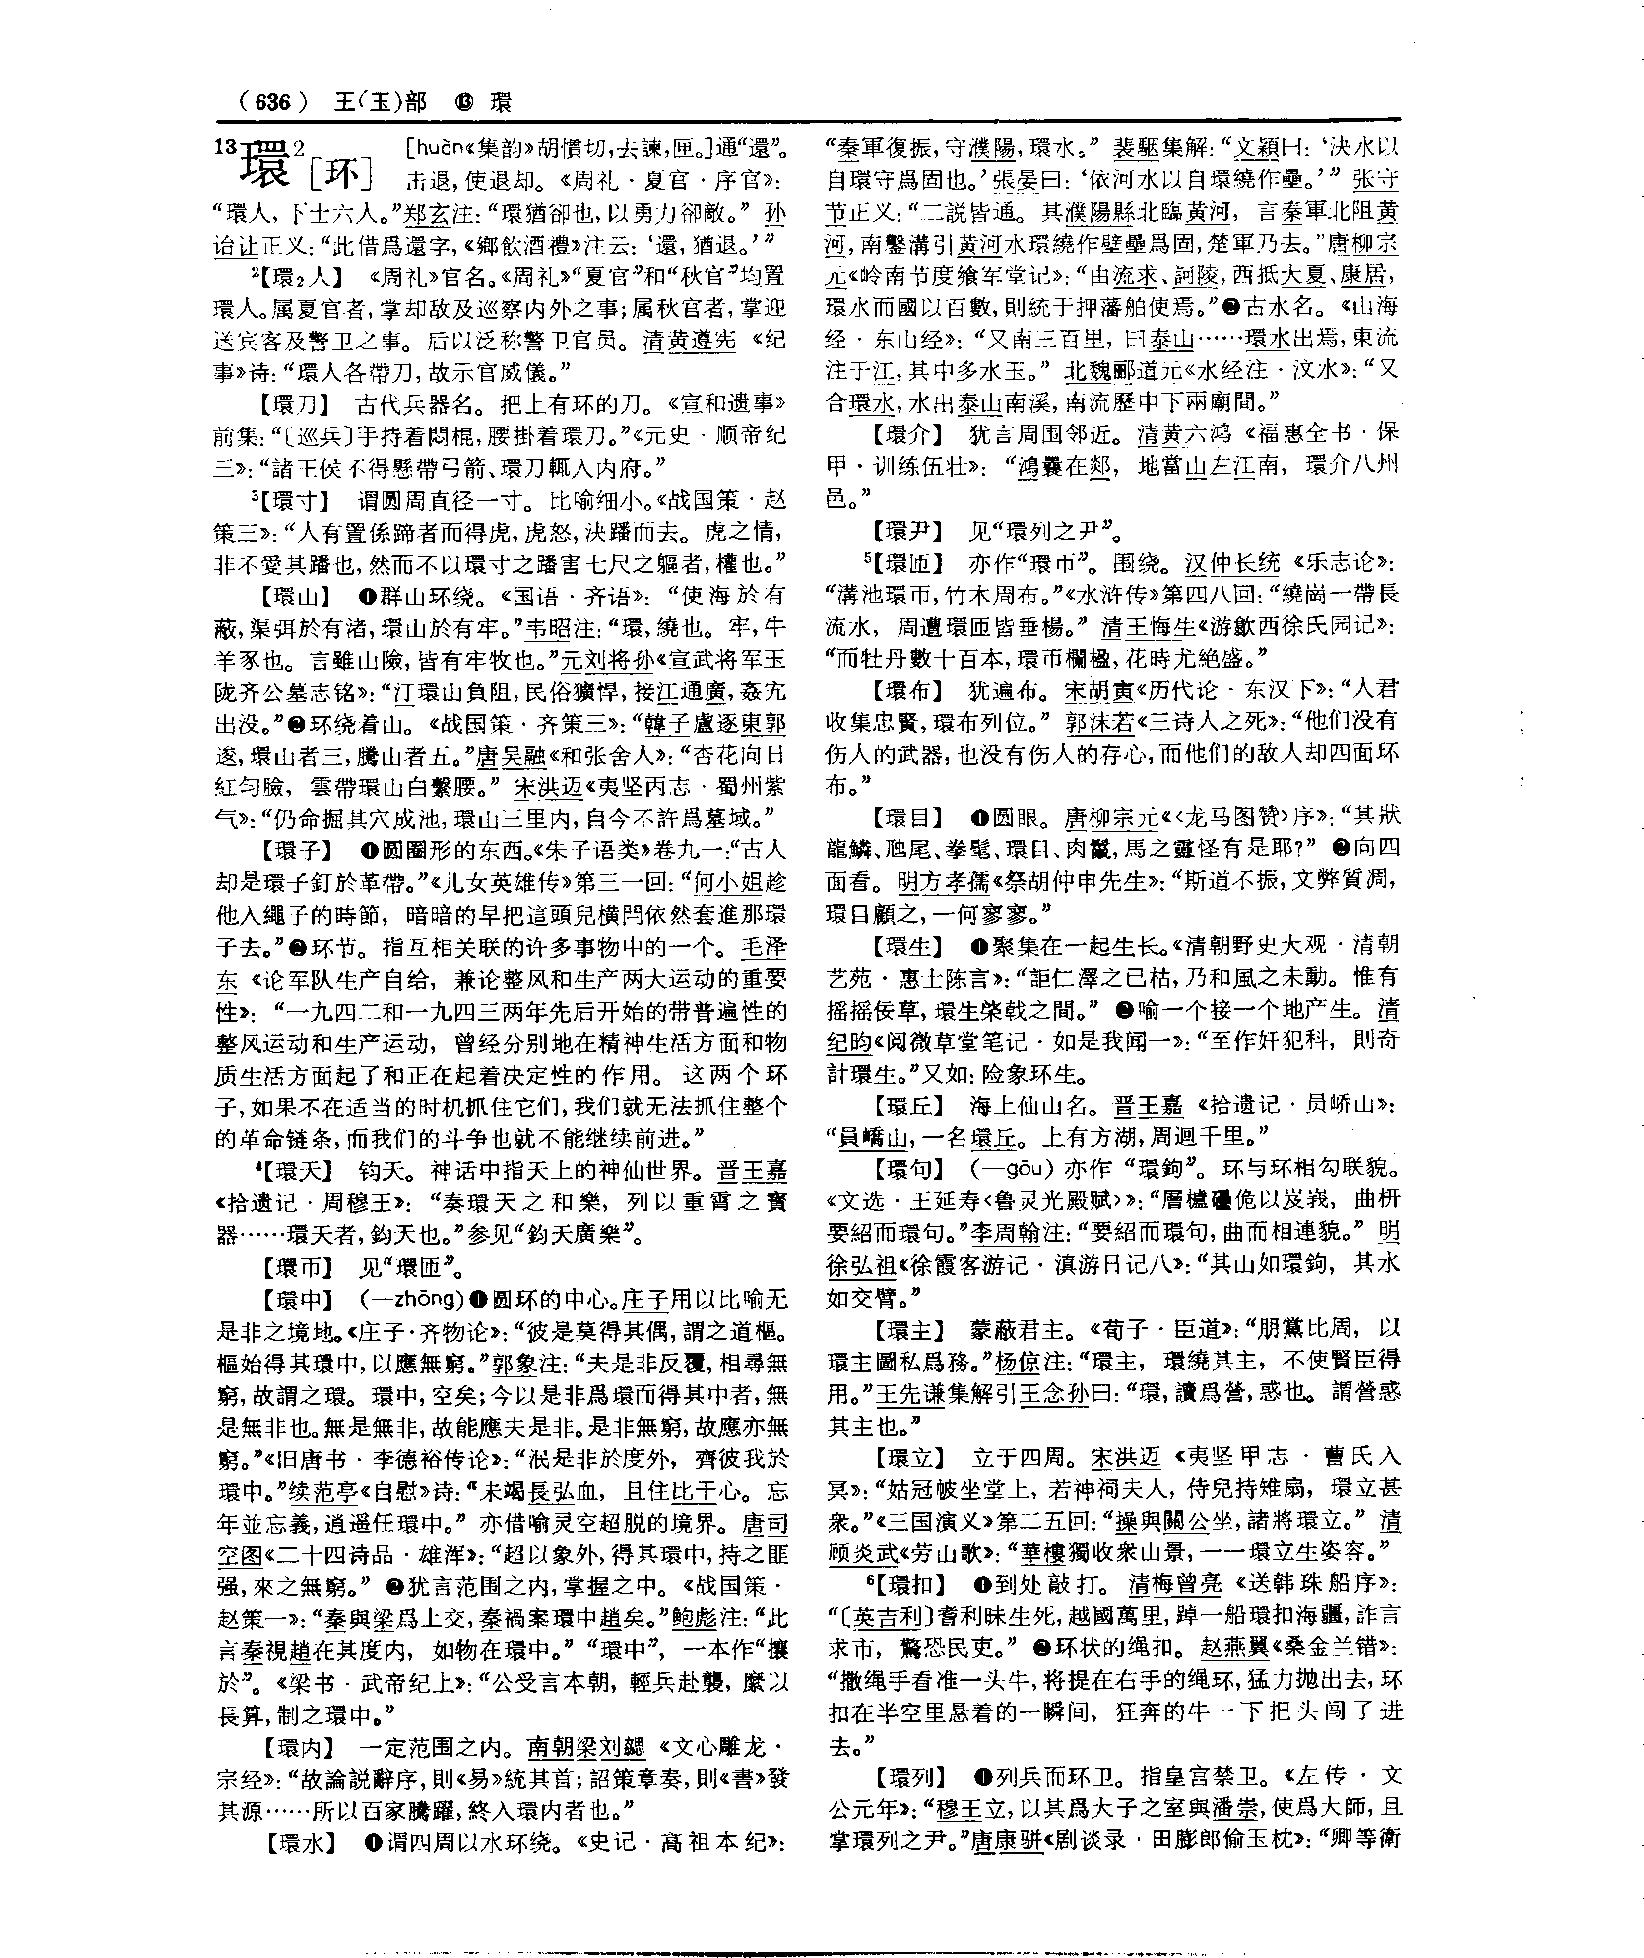 (636) 王(玉)部 ⓭ 環
13環2[环] [huàn《集韵》胡慣切,去諫,匣。]通“還”。
击退,使退却。《周礼·夏官·序官》:
“環人,下士六人。”郑玄注:“環猶卻也,以勇力卻敵。” 孙
诒让正义:“此借爲還字,《鄉飲酒禮》注云:‘還,猶退。’”
2【環2人】 《周礼》官名。《周礼》“夏官”和“秋官”均置
環人。属夏官者,掌却敌及巡察内外之事;属秋官者,掌迎
送宾客及警卫之事。后以泛称警卫官员。清黄遵宪《纪
事》诗:“環人各帶刀,故示官威儀。”
【環刀】 古代兵器名。把上有环的刀。《宣和遗事》
前集:“〔巡兵〕手持着悶棍,腰掛着環刀。”《元史·顺帝纪
三》:“諸王侯不得懸帶弓箭、環刀輒入内府。”
3【環寸】 谓圆周直径一寸。比喻细小。《战国策·赵
策三》:“人有置係蹄者而得虎,虎怒,決蹯而去。虎之情,
非不愛其蹯也,然而不以環寸之蹯害七尺之軀者,權也。”
【環山】 ❶群山环绕。《国语·齐语》:“使海於有
蔽,渠弭於有渚,環山於有牢。”韦昭注:“環,繞也。牢,牛
羊豕也。言雖山險,皆有牢牧也。”元刘将孙《宣武将军玉
陇齐公墓志铭》:“汀環山負阻,民俗獷悍,接江通廣,姦宄
出没。”❷环绕着山。《战国策·齐策三》:“韓子盧逐東郭
逡,環山者三,騰山者五。”唐吴融《和张舍人》:“杏花向日
紅匀臉,雲帶環山白繫腰。”宋洪迈《夷坚丙志·蜀州紫
气》:“仍命掘其穴成池,環山三里内,自今不許爲墓域。”
【環子】 ❶圆圈形的东西。《朱子语类》卷九一:“古人
却是環子釘於革帶。”《儿女英雄传》第三一回:“何小姐趁
他入繩子的時節,暗暗的早把這頭兒横閂依然套進那環
子去。”❷环节。指互相关联的许多事物中的一个。毛泽
东《论军队生产自给,兼论整风和生产两大运动的重要
性》:“一九四二和一九四三两年先后开始的带普遍性的
整风运动和生产运动,曾经分别地在精神生活方面和物
质生活方面起了和正在起着决定性的作用。这两个环
子,如果不在适当的时机抓住它们,我们就无法抓住整个
的革命链条,而我们的斗争也就不能继续前进。”
4【環天】 钧天。神话中指天上的神仙世界。晋王嘉
《拾遗记·周穆王》:“奏環天之和樂,列以重霄之寳
器……環天者,鈞天也。”参见“鈞天廣樂”。
【環帀】 见“環匝”。
【環中】 (—zhōng)❶圆环的中心。庄子用以比喻无
是非之境地。《庄子·齐物论》:“彼是莫得其偶,謂之道樞。
樞始得其環中,以應無窮。”郭象注:“夫是非反覆,相尋無
窮,故謂之環。環中,空矣;今以是非爲環而得其中者,無
是無非也。無是無非,故能應夫是非。是非無窮,故應亦無
窮。”《旧唐书·李德裕传论》:“泯是非於度外,齊彼我於
環中。”续范亭《自慰》诗:“未竭萇弘血,且住比干心。忘
年並忘義,逍遥任環中。”亦借喻灵空超脱的境界。唐司
空图《二十四诗品·雄浑》:“超以象外,得其環中,持之匪
强,來之無窮。”❷犹言范围之内,掌握之中。《战国策·
赵策一》:“秦與梁爲上交,秦禍案環中趙矣。”鲍彪注:“此
言秦視趙在其度内,如物在環中。”“環中”,一本作“攘
於”。《梁书·武帝纪上》:“公受言本朝,輕兵赴襲,縻以
長筭,制之環中。”
【環内】 一定范围之内。南朝梁刘勰《文心雕龙·
宗经》:“故論説辭序,則《易》統其首;詔策章奏,則《書》發
其源……所以百家騰躍,終入環内者也。”
【環水】 ❶谓四周以水环绕。《史记·高祖本纪》:
“秦軍復振,守濮陽,環水。”裴駰集解:“文穎曰:‘决水以
自環守爲固也。’張晏曰:‘依河水以自環繞作壘。’”张守
节正义:“二説皆通。其濮陽縣北臨黄河,言秦軍北阻黄
河,南鑿溝引黄河水環繞作壁壘爲固,楚軍乃去。”唐柳宗
元《岭南节度飨军堂记》:“由流求、訶陵,西抵大夏、康居,
環水而國以百數,則統于押藩舶使焉。”❷古水名。《山海
经·东山经》:“又南三百里,曰泰山……環水出焉,東流
注于江,其中多水玉。”北魏郦道元《水经注·汶水》:“又
合環水,水出泰山南溪,南流歷中下兩廟間。”
【環介】 犹言周围邻近。清黄六鸿《福惠全书·保
甲·训练伍壮》:“鴻曩在郯,地當山左江南,環介八州
邑。”
【環尹】 见“環列之尹”。
5【環匝】 亦作“環帀”。围绕。汉仲长统《乐志论》:
“溝池環帀,竹木周布。”《水浒传》第四八回:“繞崗一帶長
流水,周遭環匝皆垂楊。”清王悔生《游歙西徐氏园记》:
“而牡丹數十百本,環帀欄楹,花時尤絶盛。”
【環布】 犹遍布。宋胡寅《历代论·东汉下》:“人君
收集忠賢,環布列位。”郭沫若《三诗人之死》:“他们没有
伤人的武器,也没有伤人的存心,而他们的敌人却四面环
布。”
【環目】 ❶圆眼。唐柳宗元《〈龙马图赞〉序》:“其狀
龍鱗、虺尾、拳髦、環目、肉鬣,馬之靈怪有是耶?”❷向四
面看。明方孝儒《祭胡仲申先生》:“斯道不振,文弊質凋,
環目顧之,一何寥寥。”
【環生】 ❶聚集在一起生长。《清朝野史大观·清朝
艺苑·惠士陈言》:“詎仁澤之已枯,乃和風之未動。惟有
摇摇佞草,環生棨戟之間。”❷喻一个接一个地产生。清
纪昀《阅微草堂笔记·如是我闻一》:“至作奸犯科,則奇
計環生。”又如:险象环生。
【環丘】 海上仙山名。晋王嘉《拾遗记·员峤山》:
“員嶠山,一名環丘。上有方湖,周迴千里。”
【環句】 (—gōu)亦作“環鉤”。环与环相勾联貌。
《文选·王延寿〈鲁灵光殿赋〉》:“層櫨磥佹以岌峩,曲枅
要紹而環句。”李周翰注:“要紹而環句,曲而相連貌。”明
徐弘祖《徐霞客游记·滇游日记八》:“其山如環鉤,其水
如交臂。”
【環主】 蒙蔽君主。《荀子·臣道》:“朋黨比周,以
環主圖私爲務。”杨倞注:“環主,環繞其主,不使賢臣得
用。”王先谦集解引王念孙曰:“環,讀爲營,惑也。謂營惑
其主也。”
【環立】 立于四周。宋洪迈《夷坚甲志·曹氏入
冥》:“姑冠帔坐堂上,若神祠夫人,侍兒持雉扇,環立甚
衆。”《三国演义》第二五回:“操與關公坐,諸將環立。”清
顾炎武《劳山歌》:“華樓獨收衆山景,一一環立生姿容。”
6【環扣】 ❶到处敲打。清梅曾亮《送韩珠船序》:
“〔英吉利〕耆利昧生死,越國萬里,踔一船環扣海疆,詐言
求市,驚恐民吏。”❷环状的绳扣。赵燕翼《桑金兰错》:
“撒绳手看准一头牛,将提在右手的绳环,猛力抛出去,环
扣在半空里悬着的一瞬间,狂奔的牛一下把头闯了进
去。”
【環列】 ❶列兵而环卫。指皇宫禁卫。《左传·文
公元年》:“穆王立,以其爲大子之室與潘崇,使爲大師,且
掌環列之尹。”唐康骈《剧谈录·田膨郎偷玉枕》:“卿等衛